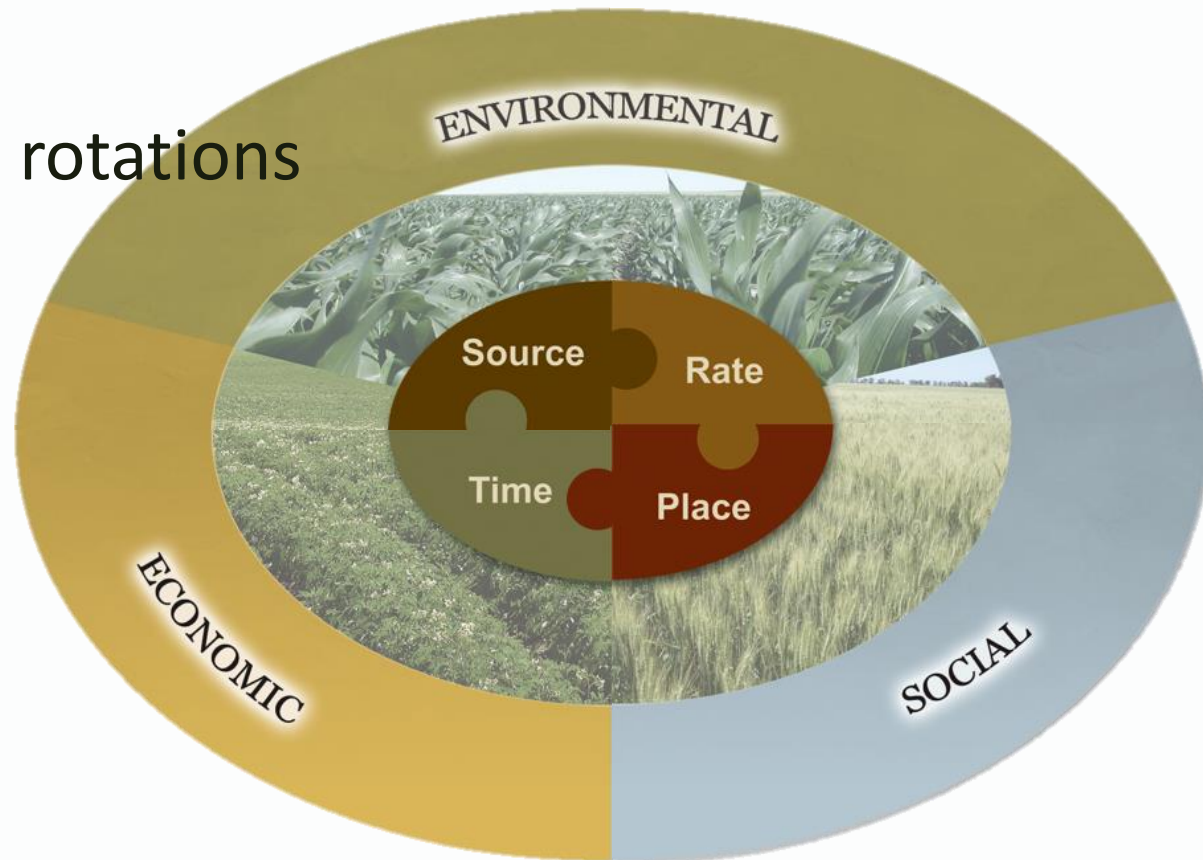 ENVIRONMENTAL
rotations
Source
Rate
Time
Place
ECONOMIC
SOCIAL